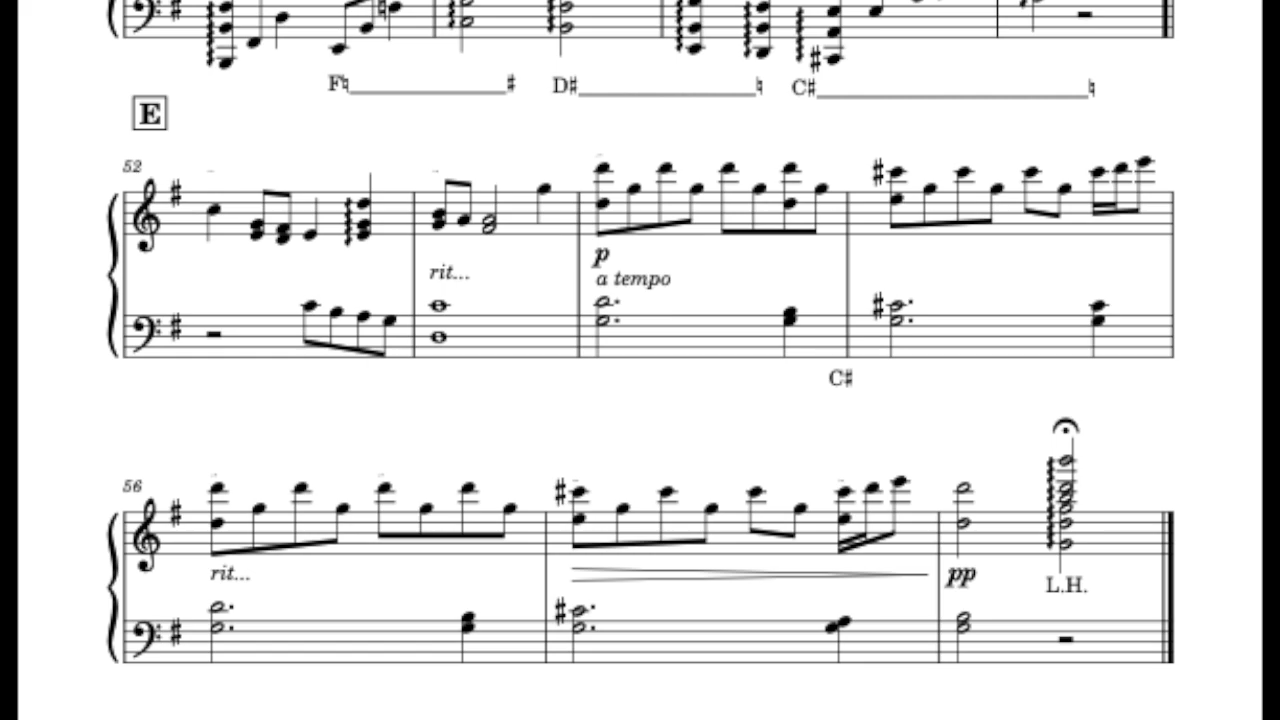 F♮ ♯ D♯ ♮ C♯ ♮
E
52
rit...
p
a tempo
C♯
56
rit...
pp
L.H.